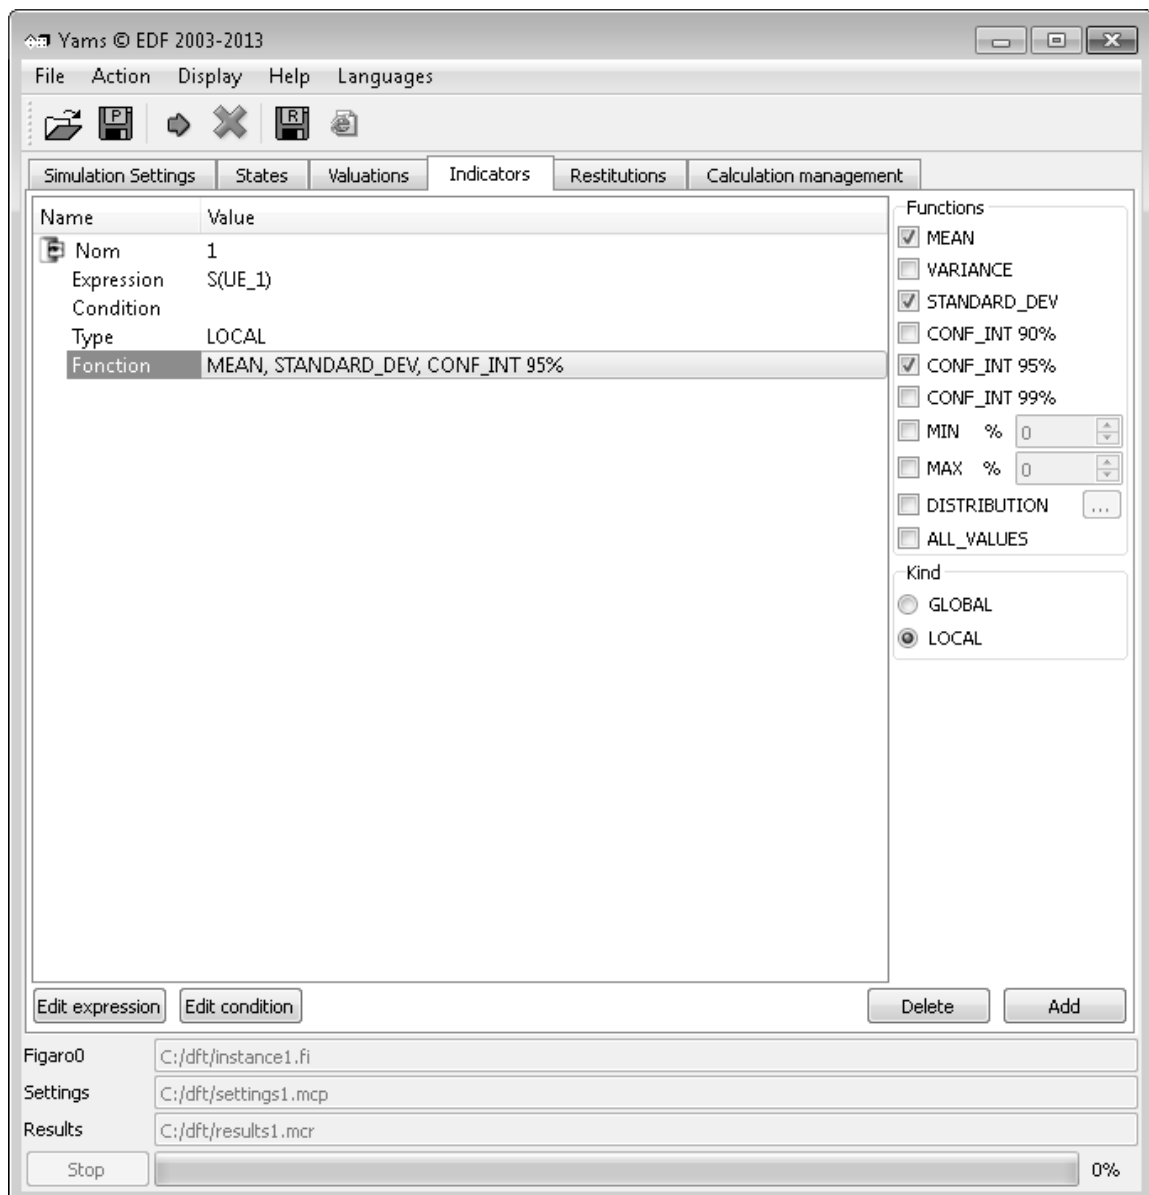 Yams © EDF 2003-2013
File Action Display Help Languages
P R
Simulation Settings States Valuations Indicators Restitutions Calculation management
Name Value
Nom 1
Expression S(UE_1)
Condition
Type LOCAL
Fonction MEAN, STANDARD_DEV, CONF_INT 95%
Functions
MEAN
VARIANCE
STANDARD_DEV
CONF_INT 90%
CONF_INT 95%
CONF_INT 99%
MIN % 0
MAX % 0
DISTRIBUTION ...
ALL_VALUES
Kind
GLOBAL
LOCAL
Edit expression Edit condition Delete Add
Figaro0 C:/dft/instance1.fi
Settings C:/dft/settings1.mcp
Results C:/dft/results1.mcr
Stop 0%